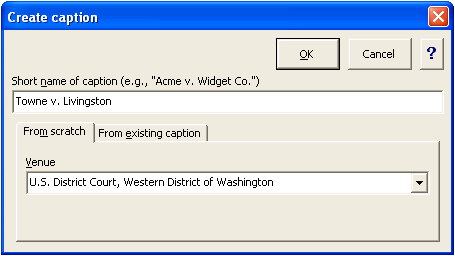 Create caption
OK Cancel ?
Short name of caption (e.g., "Acme v. Widget Co.")
Towne v. Livingston
From scratch From existing caption
Venue
U.S. District Court, Western District of Washington